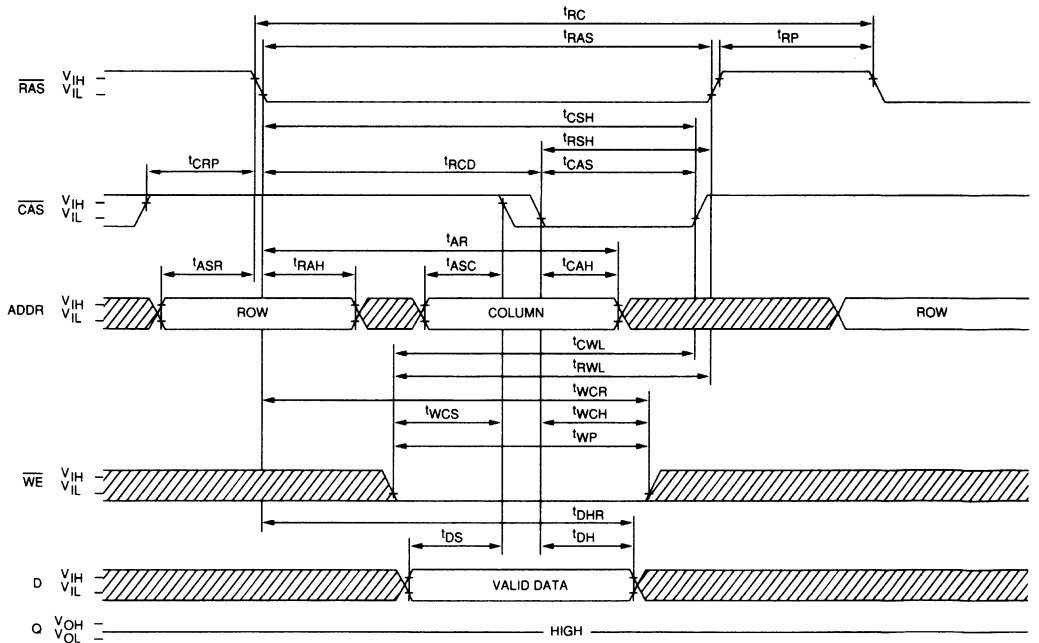 tRC
tRAS tRP
RAS VIH
VIL
tCSH
tRSH
tCRP tRCD tCAS
CAS VIH
VIL
tAR
tASR tRAH tASC tCAH
ADDR VIH
VIL
ROW COLUMN ROW
tCWL
tRWL
tWCR
tWCS tWCH
tWP
WE VIH
VIL
tDHR
tDS tDH
D VIH
VIL
VALID DATA
Q VOH
VOL
HIGH